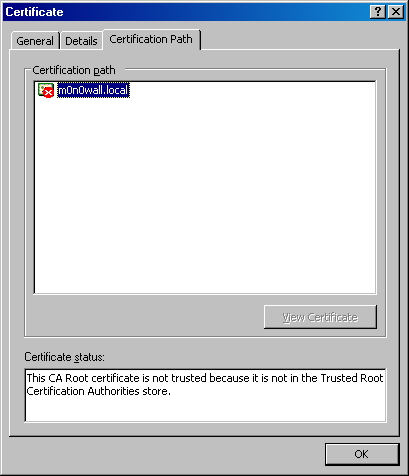 Certificate
General
Details
Certification Path
Certification path
m0n0wall.local
View Certificate
Certificate status:
This CA Root certificate is not trusted because it is not in the Trusted Root
Certification Authorities store.
OK